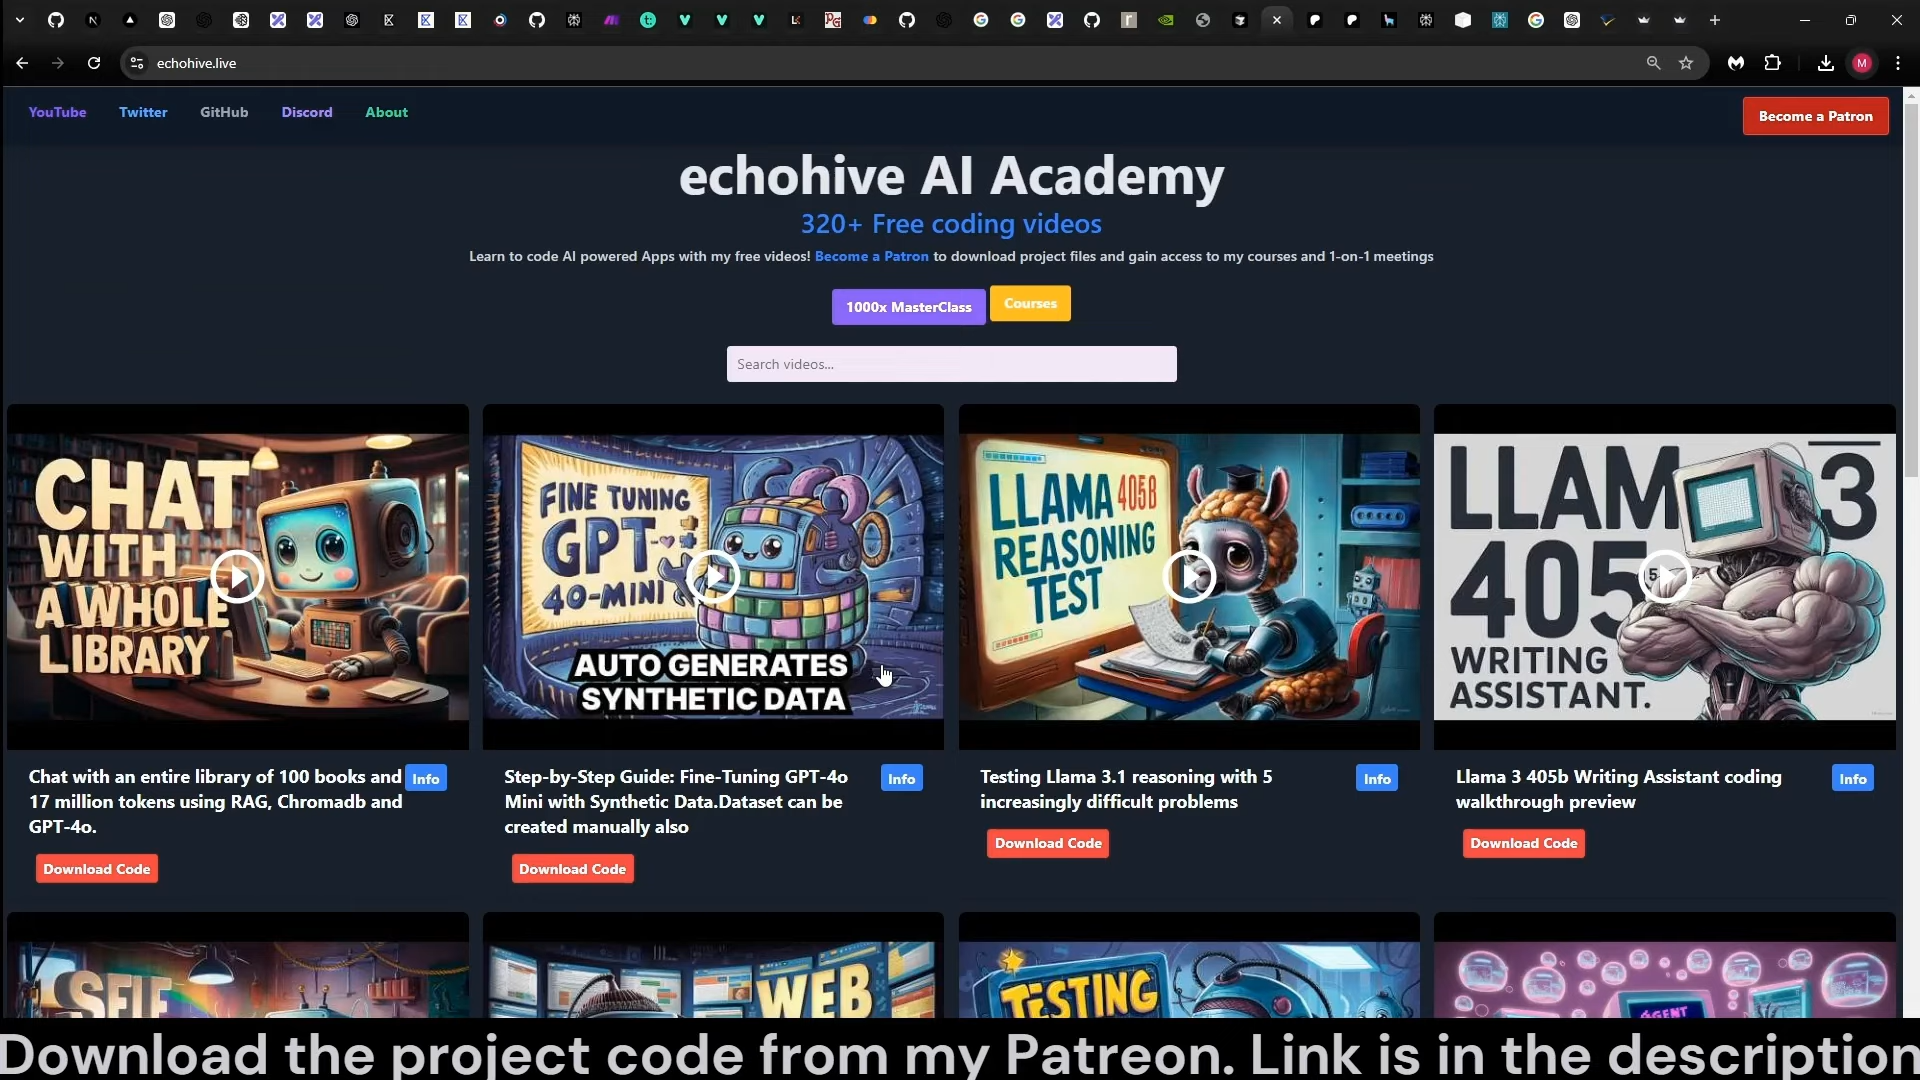 echohive.live
M
YouTube
Twitter
GitHub
Discord
About
Become a Patron
echohive AI Academy
320+ Free coding videos
Learn to code AI powered Apps with my free videos! Become a Patron to download project files and gain access to my courses and 1-on-1 meetings
1000x MasterClass
Courses
Search videos...
CHAT
WITH
A WHOLE
LIBRARY
FINE TUNING
GPT
40-MINI
AUTO GENERATES
SYNTHETIC DATA
LLAMA 405B
REASONING
TEST
LLAM 3
405
WRITING
ASSISTANT.
Chat with an entire library of 100 books and
17 million tokens using RAG, Chromadb and
GPT-4o.
Info
Download Code
Step-by-Step Guide: Fine-Tuning GPT-4o
Mini with Synthetic Data.Dataset can be
created manually also
Info
Download Code
Testing Llama 3.1 reasoning with 5
increasingly difficult problems
Info
Download Code
Llama 3 405b Writing Assistant coding
walkthrough preview
Info
Download Code
SELF
WEB
TESTING
AGENT
Download the project code from my Patreon. Link is in the description